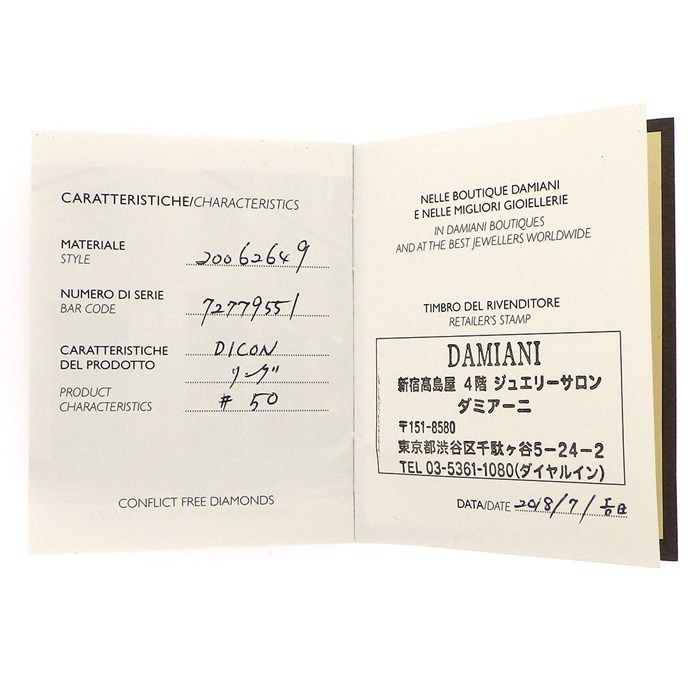 CARATTERISTICHE/CHARACTERISTICS
MATERIALE
STYLE
20062649
NUMERO DI SERIE
BAR CODE
72779551
CARATTERISTICHE
DEL PRODOTTO
PRODUCT
CHARACTERISTICS
D.ICON
リング
# 50
CONFLICT FREE DIAMONDS
NELLE BOUTIQUE DAMIANI
E NELLE MIGLIORI GIOIELLERIE
IN DAMIANI BOUTIQUES
AND AT THE BEST JEWELLERS WORLDWIDE
TIMBRO DEL RIVENDITORE
RETAILER'S STAMP
DAMIANI
新宿髙島屋 4階 ジュエリーサロン
ダミアーニ
〒151-8580
東京都渋谷区千駄ヶ谷5-24-2
TEL 03-5361-1080(ダイヤルイン)
DATA/DATE 2018/7/吉日